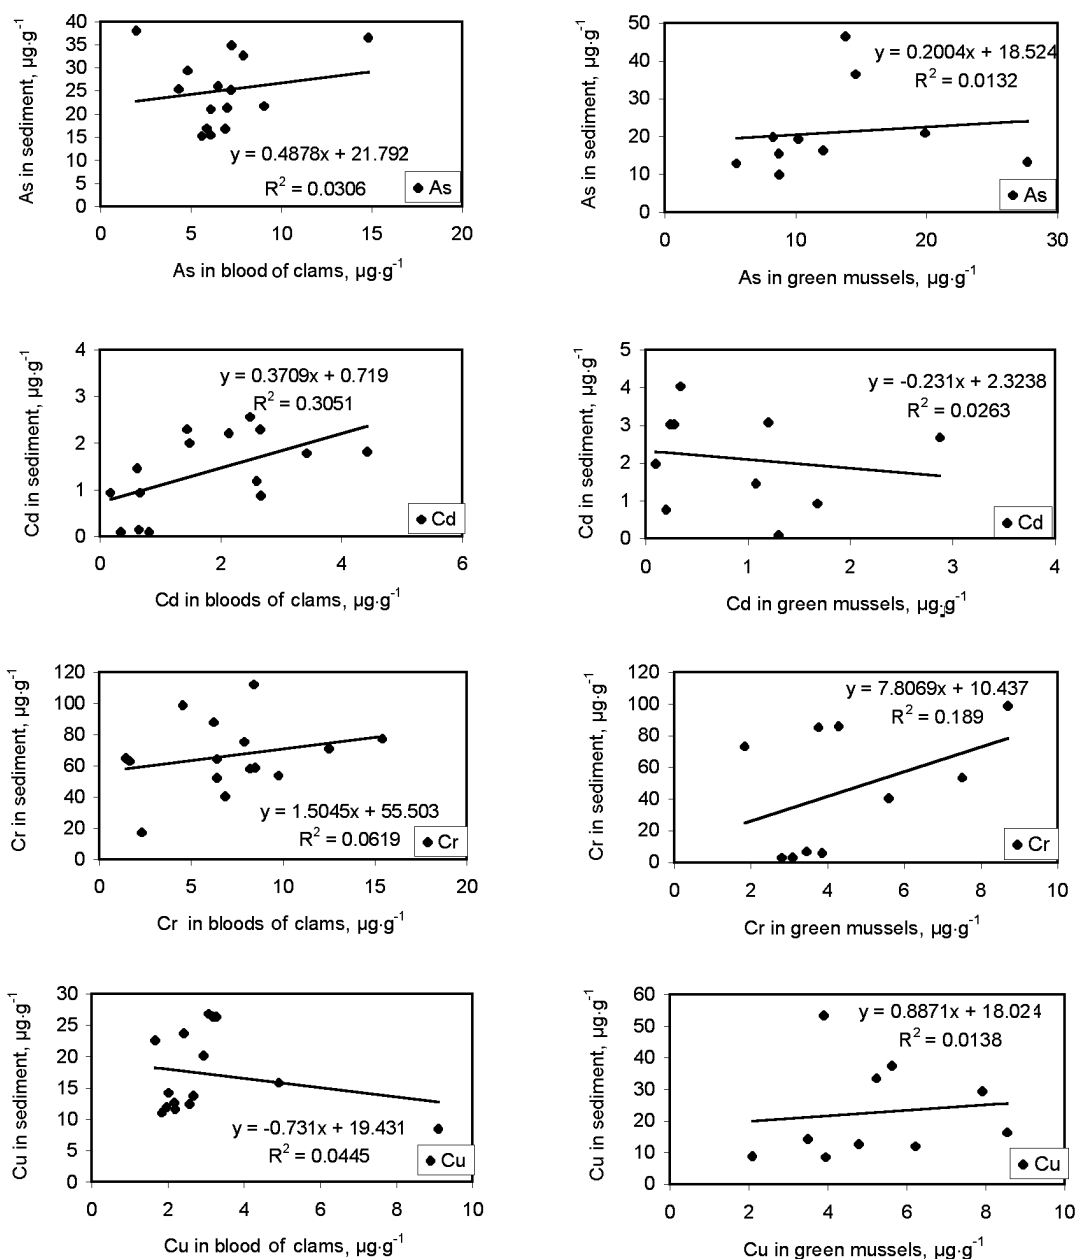 As in sediment, µg·g-1
40
35
30
25
20
15
10
5
0
y = 0.4878x + 21.792
R2 = 0.0306
As
0 5 10 15 20
As in blood of clams, µg·g-1
As in sediment, µg·g-1
50
40
30
20
10
0
y = 0.2004x + 18.524
R2 = 0.0132
As
0 10 20 30
As in green mussels, µg·g-1
Cd in sediment, µg·g-1
4
3
2
1
0
y = 0.3709x + 0.719
R2 = 0.3051
Cd
0 2 4 6
Cd in bloods of clams, µg·g-1
Cd in sediment, µg·g-1
5
4
3
2
1
0
y = -0.231x + 2.3238
R2 = 0.0263
Cd
0 1 2 3 4
Cd in green mussels, µg·g-1
Cr in sediment, µg·g-1
120
100
80
60
40
20
0
y = 1.5045x + 55.503
R2 = 0.0619
Cr
0 5 10 15 20
Cr in bloods of clams, µg·g-1
Cr in sediment, µg·g-1
120
100
80
60
40
20
0
y = 7.8069x + 10.437
R2 = 0.189
Cr
0 2 4 6 8 10
Cr in green mussels, µg·g-1
Cu in sediment, µg·g-1
30
25
20
15
10
5
0
y = -0.731x + 19.431
R2 = 0.0445
Cu
0 2 4 6 8 10
Cu in blood of clams, µg·g-1
Cu in sediment, µg·g-1
60
50
40
30
20
10
0
y = 0.8871x + 18.024
R2 = 0.0138
Cu
0 2 4 6 8 10
Cu in green mussels, µg·g-1